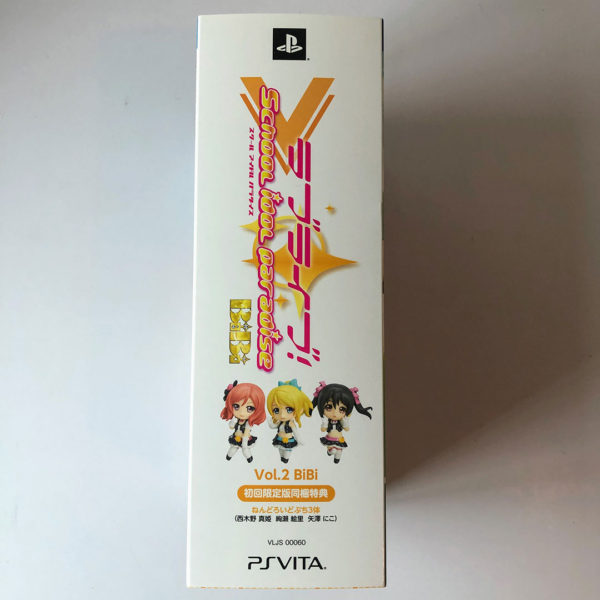 ラブライブ!
School idol paradise
スクール アイドル パラダイス
BiBi
Vol.2 BiBi
初回限定版同梱特典
ねんどろいどぷち3体
(西木野 真姫 絢瀬 絵里 矢澤 にこ)
VLJS 00060
PSVITA.